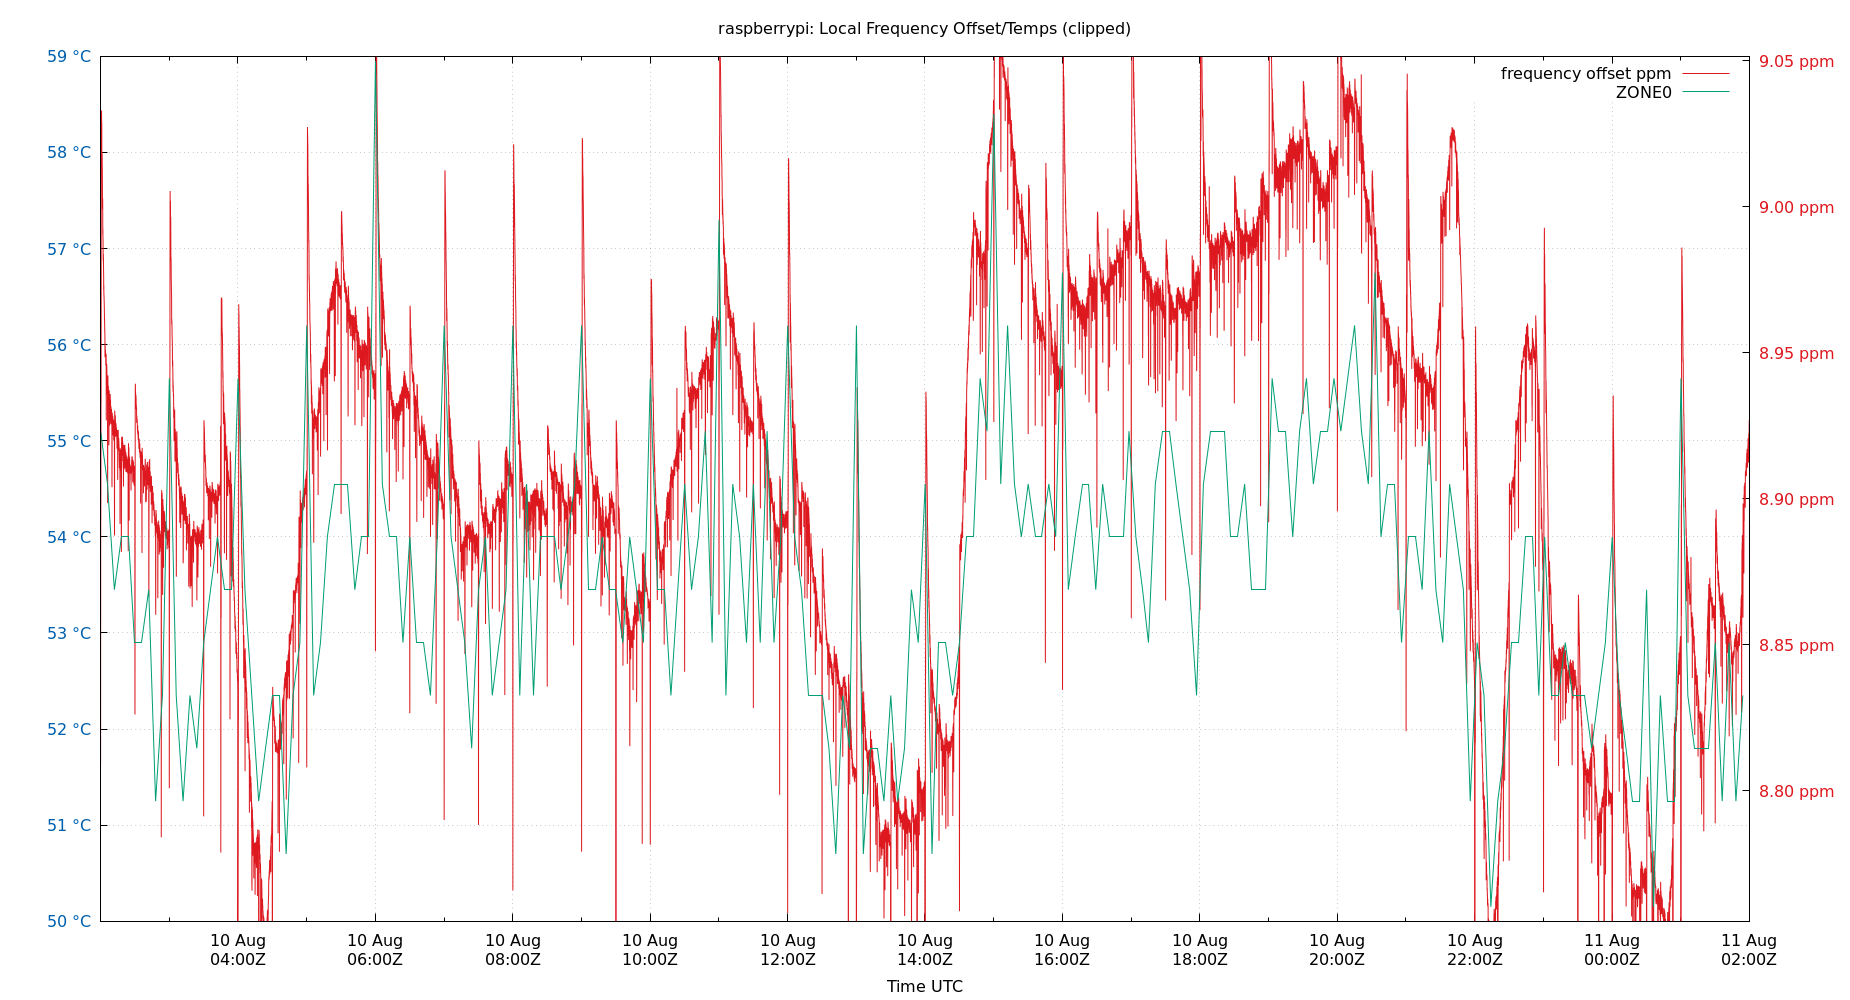 raspberrypi: Local Frequency Offset/Temps (clipped)
59 °C
58 °C
57 °C
56 °C
55 °C
54 °C
53 °C
52 °C
51 °C
50 °C
9.05 ppm
9.00 ppm
8.95 ppm
8.90 ppm
8.85 ppm
8.80 ppm
frequency offset ppm
ZONE0
10 Aug 10 Aug 10 Aug 10 Aug 10 Aug 10 Aug 10 Aug 10 Aug 10 Aug 10 Aug 11 Aug 11 Aug
04:00Z 06:00Z 08:00Z 10:00Z 12:00Z 14:00Z 16:00Z 18:00Z 20:00Z 22:00Z 00:00Z 02:00Z
Time UTC